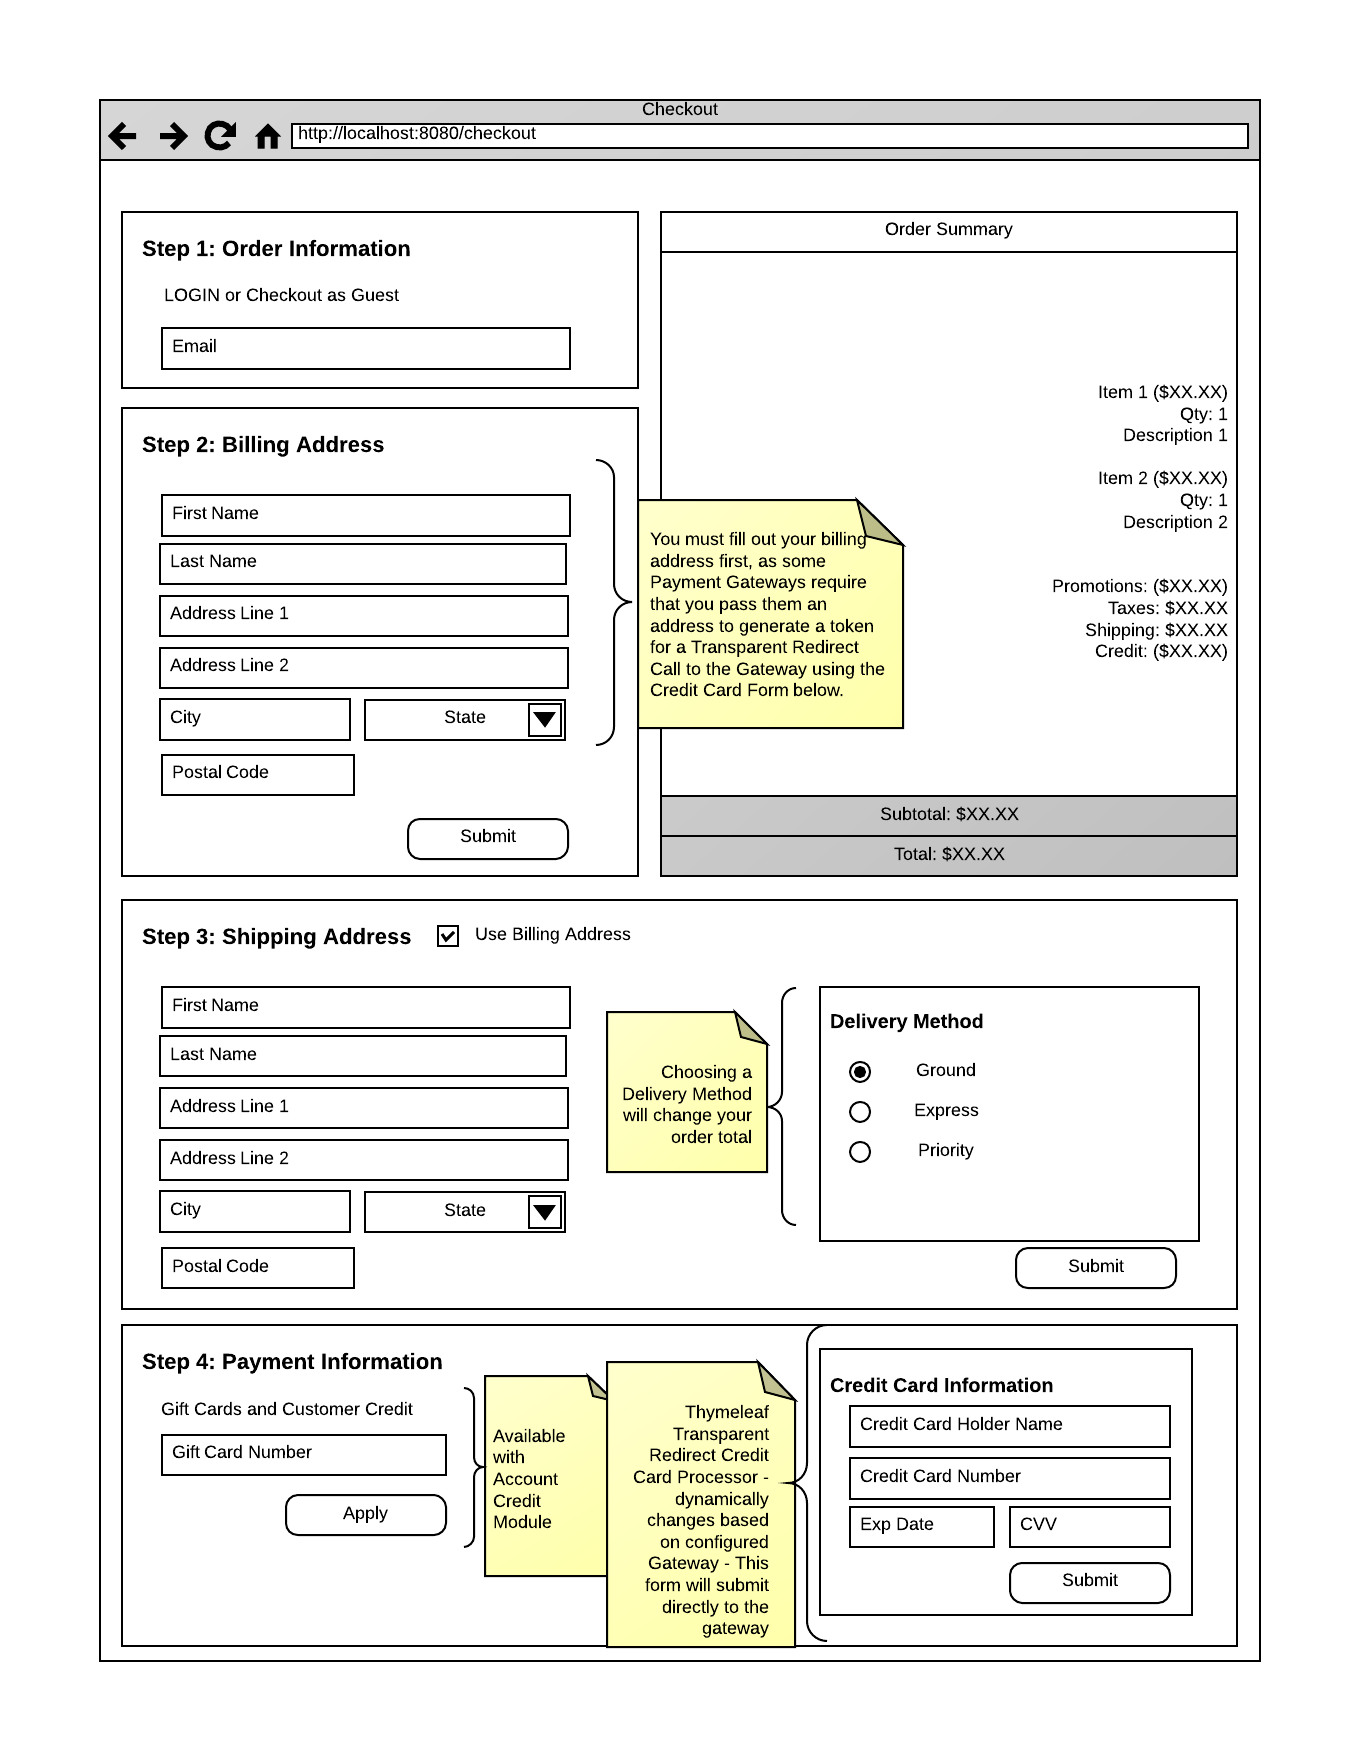 Checkout
http://localhost:8080/checkout
Step 1: Order Information
LOGIN or Checkout as Guest
Email
Order Summary
Item 1 ($XX.XX)
Qty: 1
Description 1
Item 2 ($XX.XX)
Qty: 1
Description 2
Promotions: ($XX.XX)
Taxes: $XX.XX
Shipping: $XX.XX
Credit: ($XX.XX)
Subtotal: $XX.XX
Total: $XX.XX
Step 2: Billing Address
First Name
Last Name
Address Line 1
Address Line 2
City
State
Postal Code
Submit
You must fill out your billing
address first, as some
Payment Gateways require
that you pass them an
address to generate a token
for a Transparent Redirect
Call to the Gateway using the
Credit Card Form below.
Step 3: Shipping Address
Use Billing Address
First Name
Last Name
Address Line 1
Address Line 2
City
State
Postal Code
Choosing a
Delivery Method
will change your
order total
Delivery Method
Ground
Express
Priority
Submit
Step 4: Payment Information
Gift Cards and Customer Credit
Gift Card Number
Apply
Available
with
Account
Credit
Module
Thymeleaf
Transparent
Redirect Credit
Card Processor -
dynamically
changes based
on configured
Gateway - This
form will submit
directly to the
gateway
Credit Card Information
Credit Card Holder Name
Credit Card Number
Exp Date
CVV
Submit